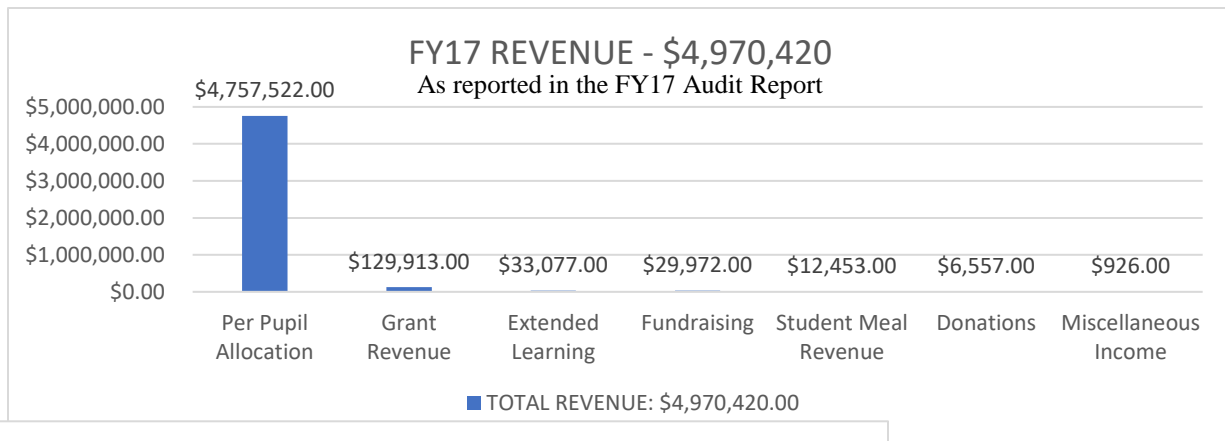 FY17 REVENUE - $4,970,420
As reported in the FY17 Audit Report
$4,757,522.00
$5,000,000.00
$4,000,000.00
$3,000,000.00
$2,000,000.00
$1,000,000.00
$0.00
$129,913.00 $33,077.00 $29,972.00 $12,453.00 $6,557.00 $926.00
Per Pupil Grant Extended Fundraising Student Meal Donations Miscellaneous
Allocation Revenue Learning Revenue Income
TOTAL REVENUE: $4,970,420.00